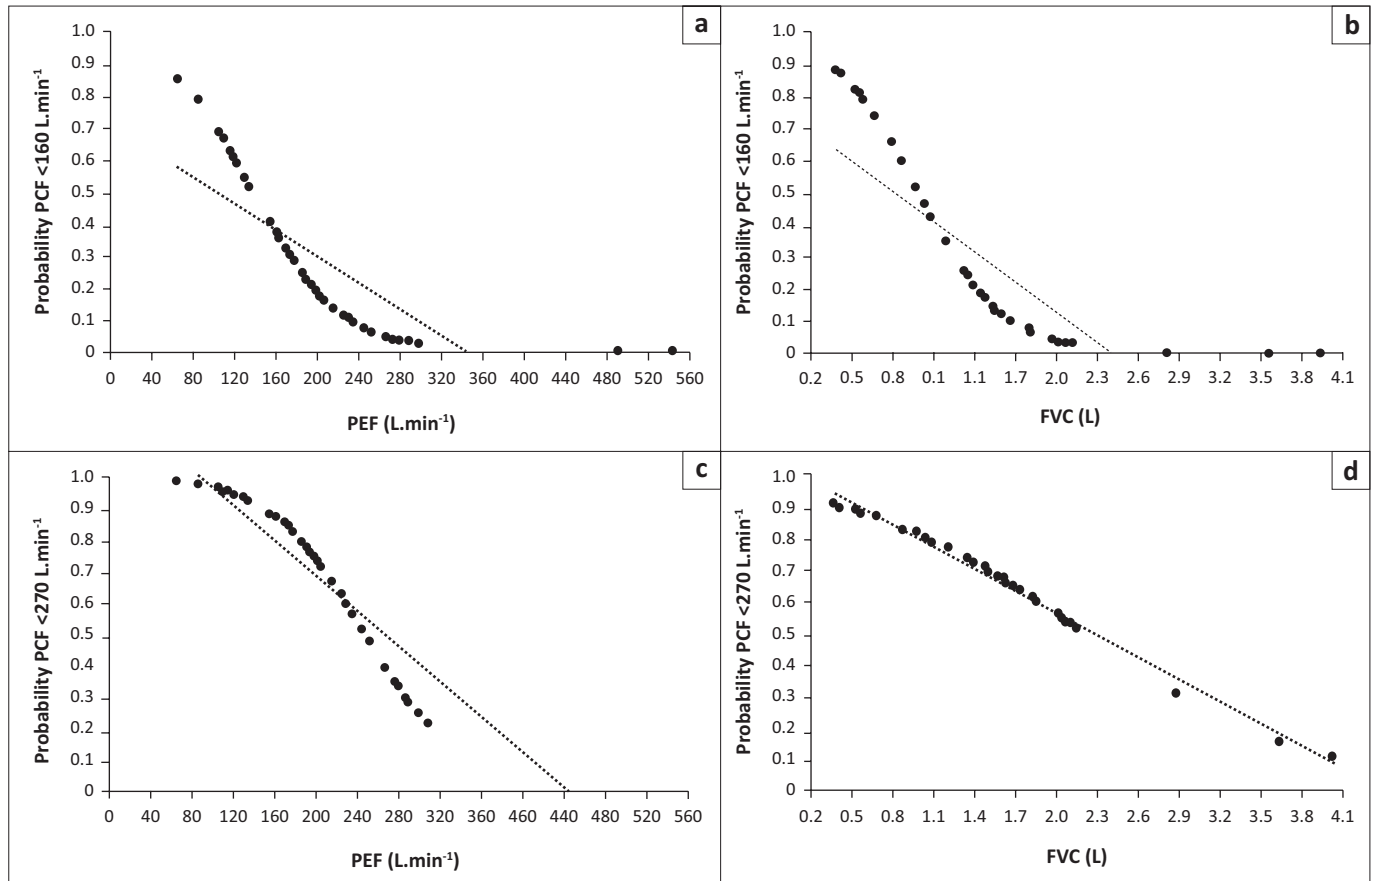 a
Probability PCF <160 L.min⁻¹
1.0
0.9
0.8
0.7
0.6
0.5
0.4
0.3
0.2
0.1
0
0 40 80 120 160 200 240 280 320 360 400 440 480 520 560
PEF (L.min⁻¹)
b
Probability PCF <160 L.min⁻¹
1.0
0.9
0.8
0.7
0.6
0.5
0.4
0.3
0.2
0.1
0
0.2 0.5 0.8 0.1 1.1 1.7 2.0 2.3 2.6 2.9 3.2 3.5 3.8 4.1
FVC (L)
c
Probability PCF <270 L.min⁻¹
1.0
0.9
0.8
0.7
0.6
0.5
0.4
0.3
0.2
0.1
0
0 40 80 120 160 200 240 280 320 360 400 440 480 520 560
PEF (L.min⁻¹)
d
Probability PCF <270 L.min⁻¹
1.0
0.9
0.8
0.7
0.6
0.5
0.4
0.3
0.2
0.1
0
0.2 0.5 0.8 1.1 1.1 1.7 2.0 2.3 2.6 2.9 3.2 3.5 3.8 4.1
FVC (L)